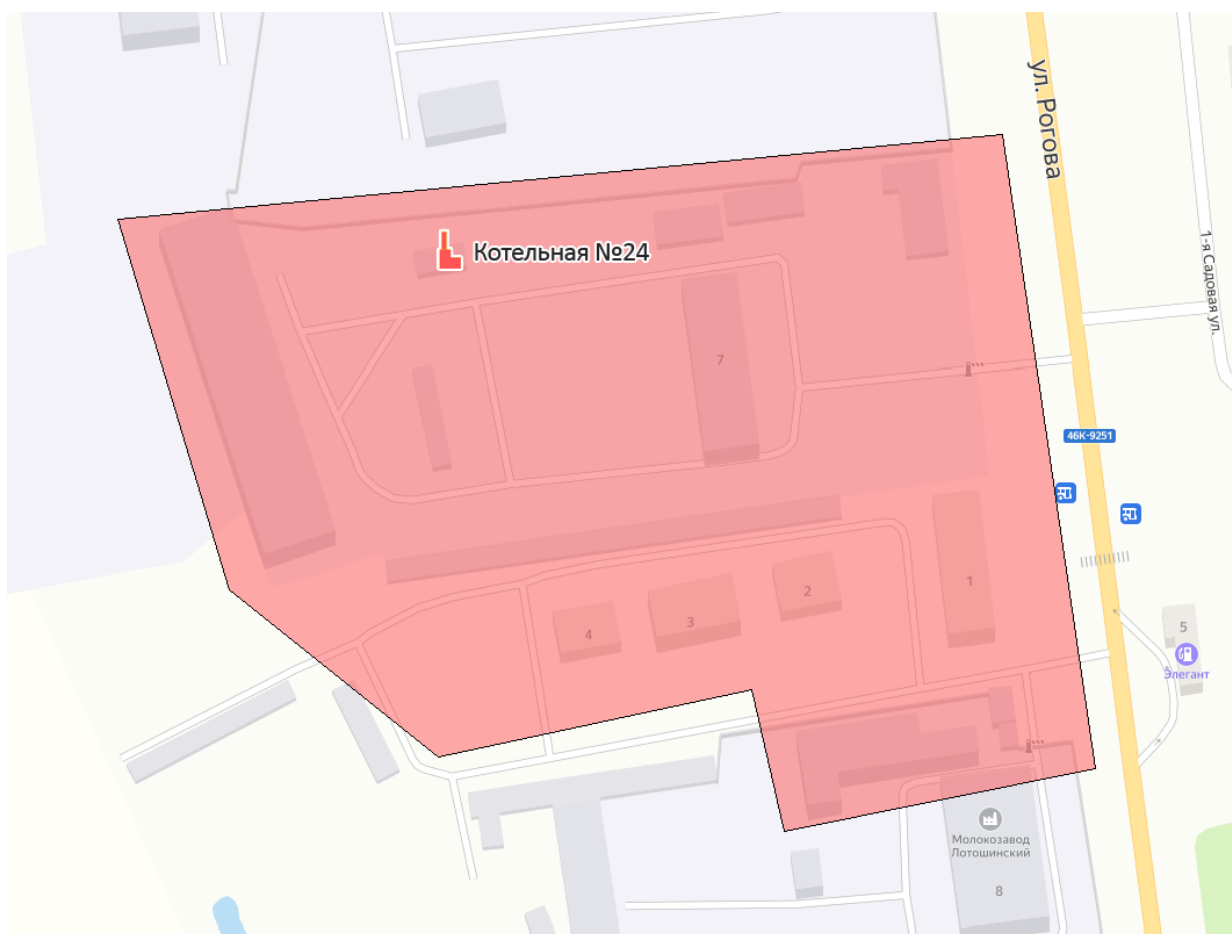 ул. Рогова
1-я Садовая ул.
Котельная №24
7
46К-9251
1
2
3
4
5
Элегант
Молокозавод
Лотошинский
8